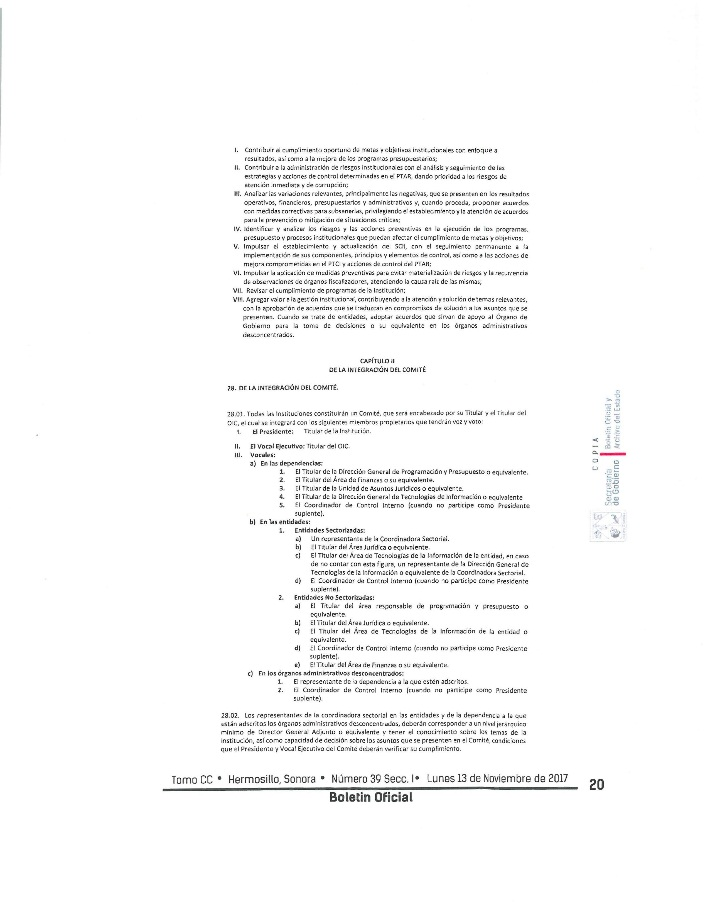 I. Contribuir al cumplimiento oportuno de metas y objetivos institucionales con enfoque a
resultados, así como a la mejora de los programas presupuestarios;
II. Contribuir a la administración de riesgos institucionales con el análisis y seguimiento de las
estrategias y acciones de control determinadas en el PTAR, dando prioridad a los riesgos de
atención inmediata y de corrupción;
III. Analizar las variaciones relevantes, principalmente las negativas, que se presenten en los resultados
operativos, financieros, presupuestarios y administrativos y, cuando proceda, proponer acuerdos
con medidas correctivas para subsanarlas, privilegiando el establecimiento y la atención de acuerdos
para la prevención o mitigación de situaciones críticas;
IV. Identificar y analizar los riesgos y las acciones preventivas en la ejecución de los programas,
presupuesto y procesos institucionales que puedan afectar el cumplimiento de metas y objetivos;
V. Impulsar el establecimiento y actualización de SCII, con el seguimiento permanente a la
implementación de sus componentes, principios y elementos de control, así como a las acciones de
mejora comprometidas en el PTCI y acciones de control del PTAR;
VI. Impulsar la aplicación de medidas preventivas para evitar materialización de riesgos y la recurrencia
de observaciones de órganos fiscalizadores, atendiendo la causa raíz de las mismas;
VII. Revisar el cumplimiento de programas de la Institución;
VIII. Agregar valor a la gestión institucional, contribuyendo a la atención y solución de temas relevantes,
con la aprobación de acuerdos que se traduzcan en compromisos de solución a los asuntos que se
presenten. Cuando se trate de entidades, adoptar acuerdos que sirvan de apoyo al Órgano de
Gobierno para la toma de decisiones o su equivalente en los órganos administrativos
desconcentrados.
CAPÍTULO II
DE LA INTEGRACIÓN DEL COMITÉ
28. DE LA INTEGRACIÓN DEL COMITÉ.
28.01. Todas las Instituciones constituirán un Comité, que será encabezado por su Titular y el Titular del
OIC, el cual se integrará con los siguientes miembros propietarios que tendrán voz y voto:
I. El Presidente: Titular de la Institución.
II. El Vocal Ejecutivo: Titular del OIC.
III. Vocales:
a) En las dependencias:
1. El Titular de la Dirección General de Programación y Presupuesto o equivalente.
2. El Titular del Área de Finanzas o su equivalente.
3. El Titular de la Unidad de Asuntos Jurídicos o equivalente.
4. El Titular de la Dirección General de Tecnologías de Información o equivalente
5. El Coordinador de Control Interno (cuando no participe como Presidente
suplente).
b) En las entidades:
1. Entidades Sectorizadas:
a) Un representante de la Coordinadora Sectorial.
b) El Titular del Área Jurídica o equivalente.
c) El Titular del Área de Tecnologías de la Información de la entidad, en caso
de no contar con esta figura, un representante de la Dirección General de
Tecnologías de la Información o equivalente de la Coordinadora Sectorial.
d) El Coordinador de Control Interno (cuando no participe como Presidente
suplente).
2. Entidades No Sectorizadas:
a) El Titular del área responsable de programación y presupuesto o
equivalente.
b) El Titular del Área Jurídica o equivalente.
c) El Titular del Área de Tecnologías de la Información de la entidad o
equivalente.
d) El Coordinador de Control Interno (cuando no participe como Presidente
suplente).
e) El Titular del Área de Finanzas o su equivalente.
c) En los órganos administrativos desconcentrados:
1. El representante de la dependencia a la que estén adscritos.
2. El Coordinador de Control Interno (cuando no participe como Presidente
suplente).
28.02. Los representantes de la coordinadora sectorial en las entidades y de la dependencia a la que
están adscritos los órganos administrativos desconcentrados, deberán corresponder a un nivel jerárquico
mínimo de Director General Adjunto o equivalente y tener el conocimiento sobre los temas de la
institución, así como capacidad de decisión sobre los asuntos que se presenten en el Comité, condiciones
que el Presidente y Vocal Ejecutivo del Comité deberán verificar su cumplimiento.
COPIA
Secretaría
de Gobierno
Boletín Oficial y
Archivo del Estado
Tomo CC • Hermosillo, Sonora • Número 39 Secc. I • Lunes 13 de Noviembre de 2017
20
Boletín Oficial